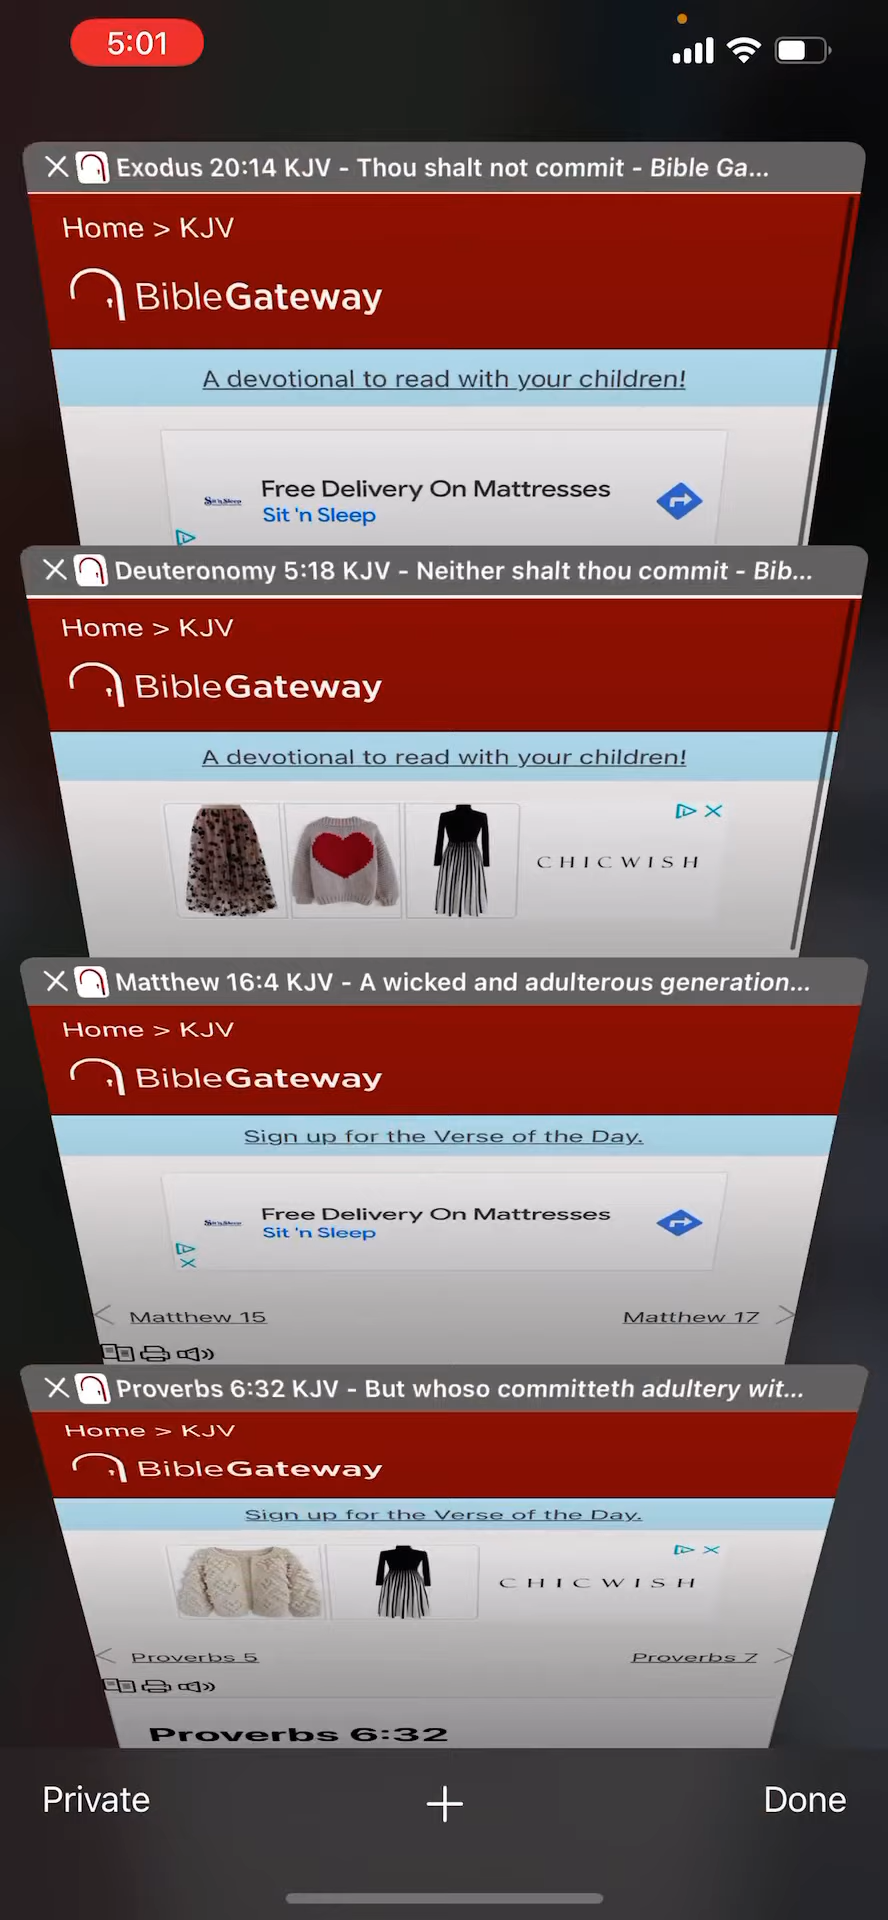 5:01
Exodus 20:14 KJV - Thou shalt not commit - Bible Ga...
Home > KJV
BibleGateway
A devotional to read with your children!
Sit 'n Sleep
Free Delivery On Mattresses
Sit 'n Sleep
Deuteronomy 5:18 KJV - Neither shalt thou commit - Bib...
Home > KJV
BibleGateway
A devotional to read with your children!
CHICWISH
Matthew 16:4 KJV - A wicked and adulterous generation...
Home > KJV
BibleGateway
Sign up for the Verse of the Day.
Sit 'n Sleep
Free Delivery On Mattresses
Sit 'n Sleep
< Matthew 15 Matthew 17 >
Proverbs 6:32 KJV - But whoso committeth adultery wit...
Home > KJV
BibleGateway
Sign up for the Verse of the Day.
CHICWISH
< Proverbs 5 Proverbs 7 >
Proverbs 6:32
Private + Done